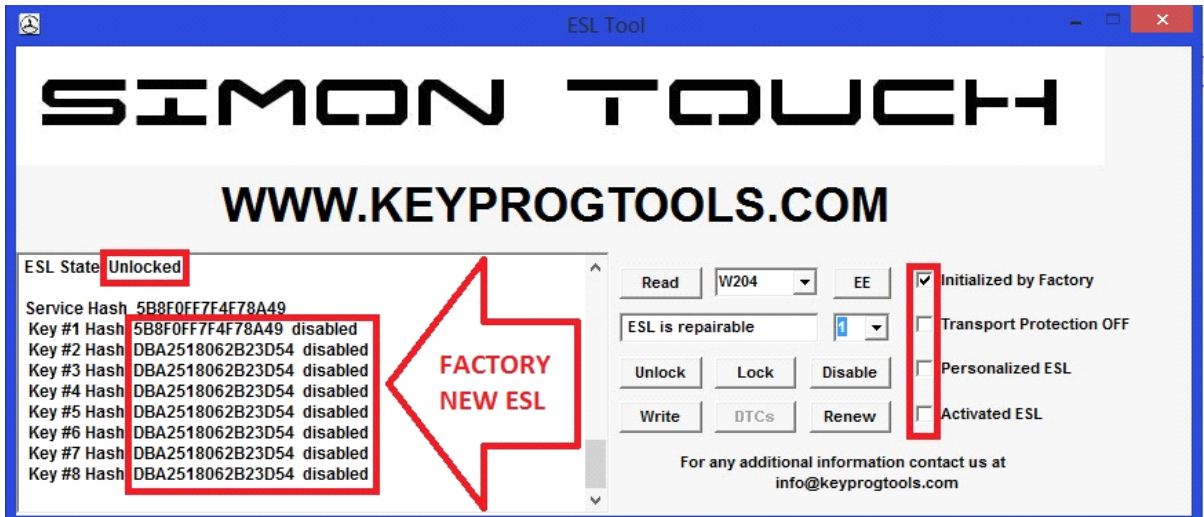 ESL Tool
SIMON TOUCH
WWW.KEYPROGTOOLS.COM
ESL State Unlocked
Service Hash 5B8F0FF7F4F78A49
Key #1 Hash 5B8F0FF7F4F78A49 disabled
Key #2 Hash DBA2518062B23D54 disabled
Key #3 Hash DBA2518062B23D54 disabled
Key #4 Hash DBA2518062B23D54 disabled
Key #5 Hash DBA2518062B23D54 disabled
Key #6 Hash DBA2518062B23D54 disabled
Key #7 Hash DBA2518062B23D54 disabled
Key #8 Hash DBA2518062B23D54 disabled
FACTORY
NEW ESL
Read W204 EE
ESL is repairable 1
Unlock Lock Disable
Write DTCs Renew
Initialized by Factory
Transport Protection OFF
Personalized ESL
Activated ESL
For any additional information contact us at
info@keyprogtools.com